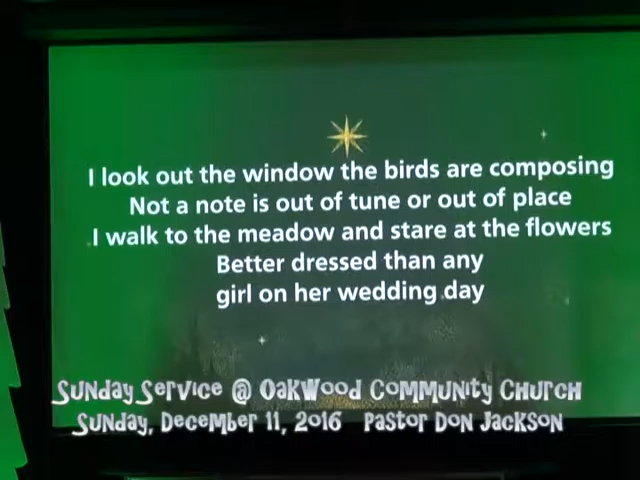 I look out the window the birds are composing
Not a note is out of tune or out of place
I walk to the meadow and stare at the flowers
Better dressed than any
girl on her wedding day
Sunday Service @ Oakwood Community Church
Sunday, December 11, 2016 Pastor Don Jackson